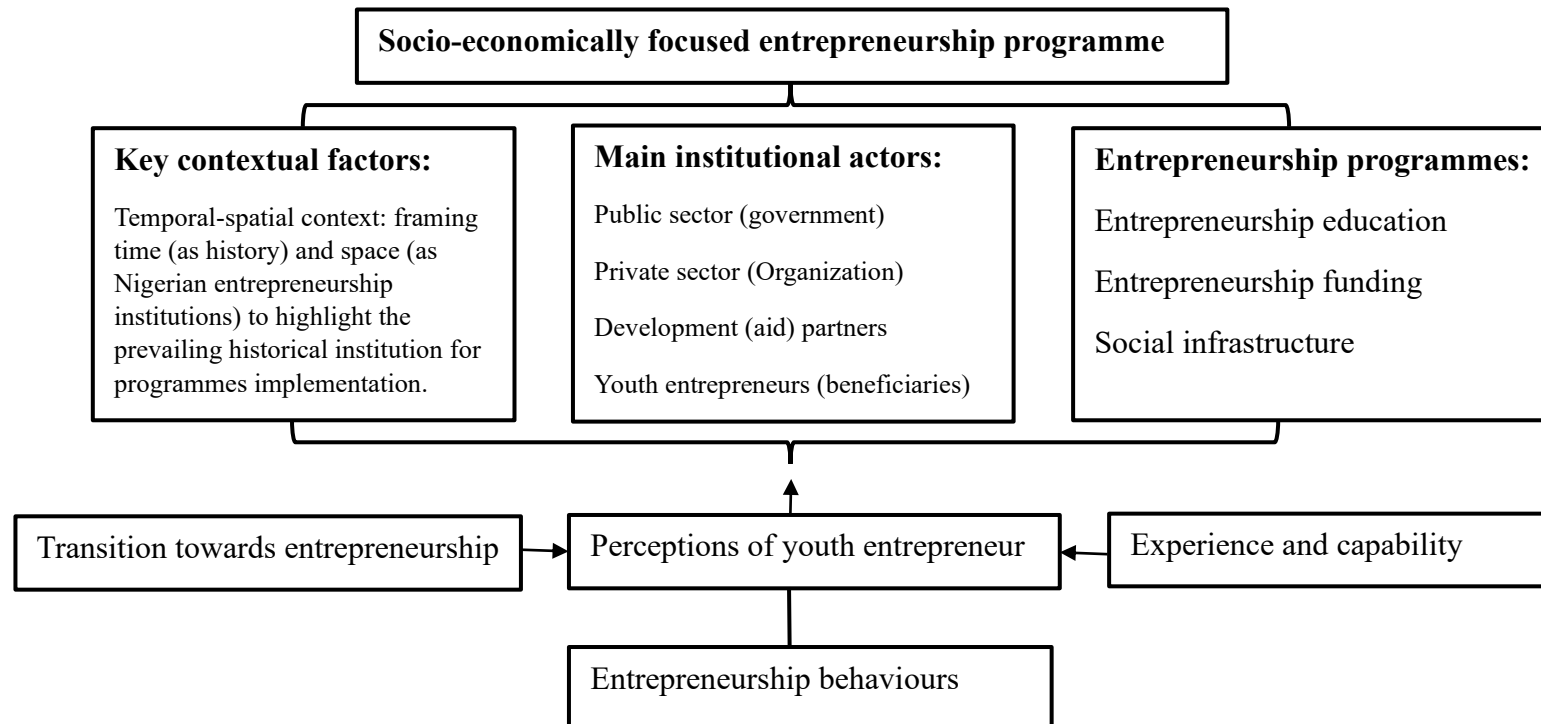 Socio-economically focused entrepreneurship programme
Key contextual factors:
Temporal-spatial context: framing
time (as history) and space (as
Nigerian entrepreneurship
institutions) to highlight the
prevailing historical institution for
programmes implementation.
Main institutional actors:
Public sector (government)
Private sector (Organization)
Development (aid) partners
Youth entrepreneurs (beneficiaries)
Entrepreneurship programmes:
Entrepreneurship education
Entrepreneurship funding
Social infrastructure
Transition towards entrepreneurship
Perceptions of youth entrepreneur
Experience and capability
Entrepreneurship behaviours